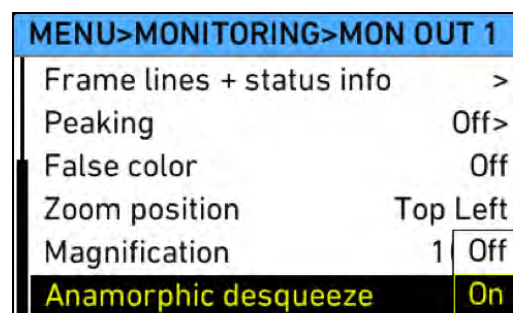 MENU>MONITORING>MON OUT 1
Frame lines + status info >
Peaking Off>
False color Off
Zoom position Top Left
Magnification 1 Off
Anamorphic desqueeze On